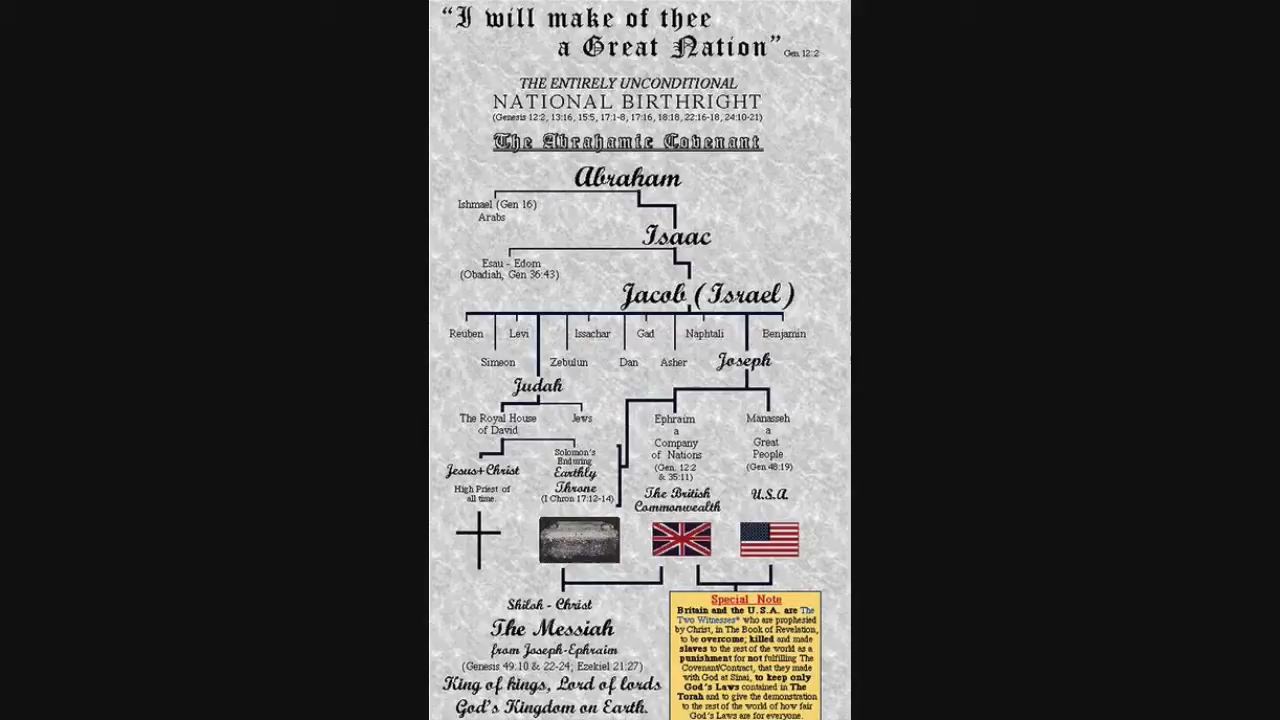 “I will make of thee
a Great Nation” Gen 12:2
THE ENTIRELY UNCONDITIONAL
NATIONAL BIRTHRIGHT
(Genesis 12:2, 13:16, 15:5, 17:1-8, 17:16, 18:18, 22:16-18, 24:10-21)
The Abrahamic Covenant
Abraham
Ishmael (Gen 16)
Arabs
Isaac
Esau - Edom
(Obadiah, Gen 36:43)
Jacob (Israel)
Reuben Levi Issachar Gad Naphtali Benjamin
Simeon Zebulun Dan Asher Joseph
Judah
The Royal House
of David
Jews
Jesus+Christ
High Priest of
all time.
Solomon's
Enduring
Earthly
Throne
(I Chron 17:12-14)
Ephraim
a
Company
of Nations
(Gen. 12:2
& 35:11)
The British
Commonwealth
Manasseh
a
Great
People
(Gen 48:19)
U.S.A.
Shiloh - Christ
The Messiah
from Joseph-Ephraim
(Genesis 49:10 & 22-24; Ezekiel 21:27)
King of kings, Lord of lords
God's Kingdom on Earth.
Special Note
Britain and the U.S.A. are The
Two Witnesses* who are prophesied
by Christ, in The Book of Revelation,
to be overcome; killed and made
slaves to the rest of the world as a
punishment for not fulfilling The
Covenant/Contract, that they made
with God at Sinai, to keep only
God's Laws contained in The
Torah and to give the demonstration
to the rest of the world of how fair
God's Laws are for everyone.